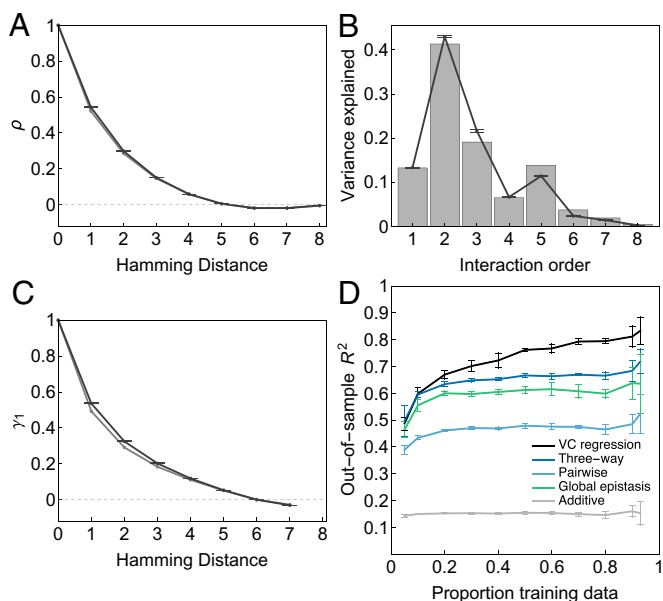 A
1
0.8
0.6
0.4
0.2
0
ρ
0 1 2 3 4 5 6 7 8
Hamming Distance
B
0.4
0.3
0.2
0.1
0
Variance explained
1 2 3 4 5 6 7 8
Interaction order
C
1
0.8
0.6
0.4
0.2
0
γ1
0 1 2 3 4 5 6 7 8
Hamming Distance
D
1
0.9
0.8
0.7
0.6
0.5
0.4
0.3
0.2
0.1
Out−of−sample R2
VC regression
Three−way
Pairwise
Global epistasis
Additive
0 0.2 0.4 0.6 0.8 1
Proportion training data